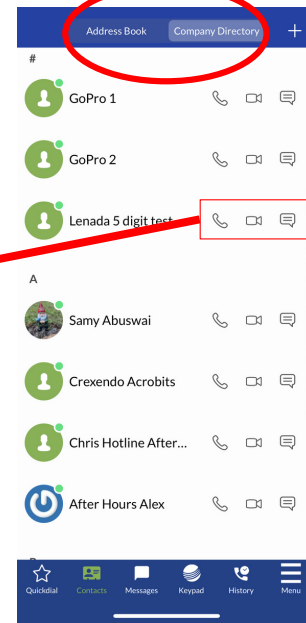 Address Book Company Directory +
#
GoPro 1
GoPro 2
Lenada 5 digit test
A
Samy Abuswai
Crexendo Acrobits
Chris Hotline After...
After Hours Alex
Quickdial Contacts Messages Keypad History Menu